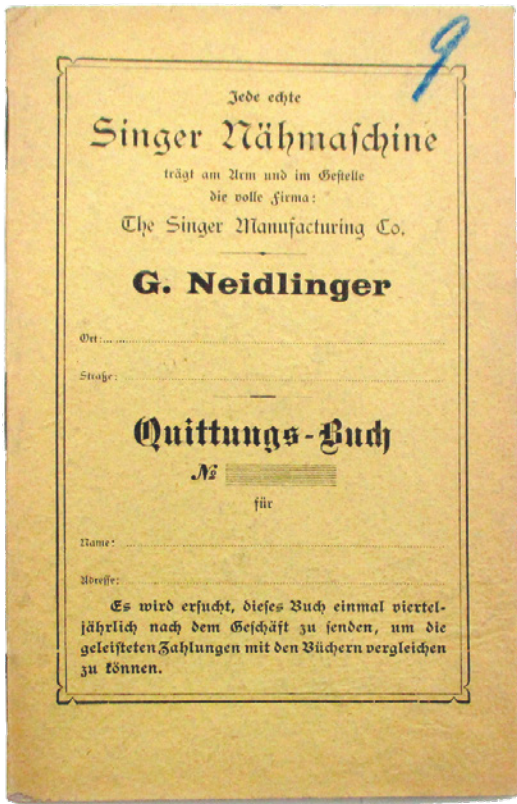 9
Jede echte
Singer Nähmaschine
trägt am Arm und im Gestelle
die volle Firma:
The Singer Manufacturing Co.
G. Neidlinger
Ort:
Straße:
Quittungs-Buch
№
für
Name:
Adresse:
Es wird ersucht, dieses Buch einmal viertel-
jährlich nach dem Geschäft zu senden, um die
geleisteten Zahlungen mit den Büchern vergleichen
zu können.